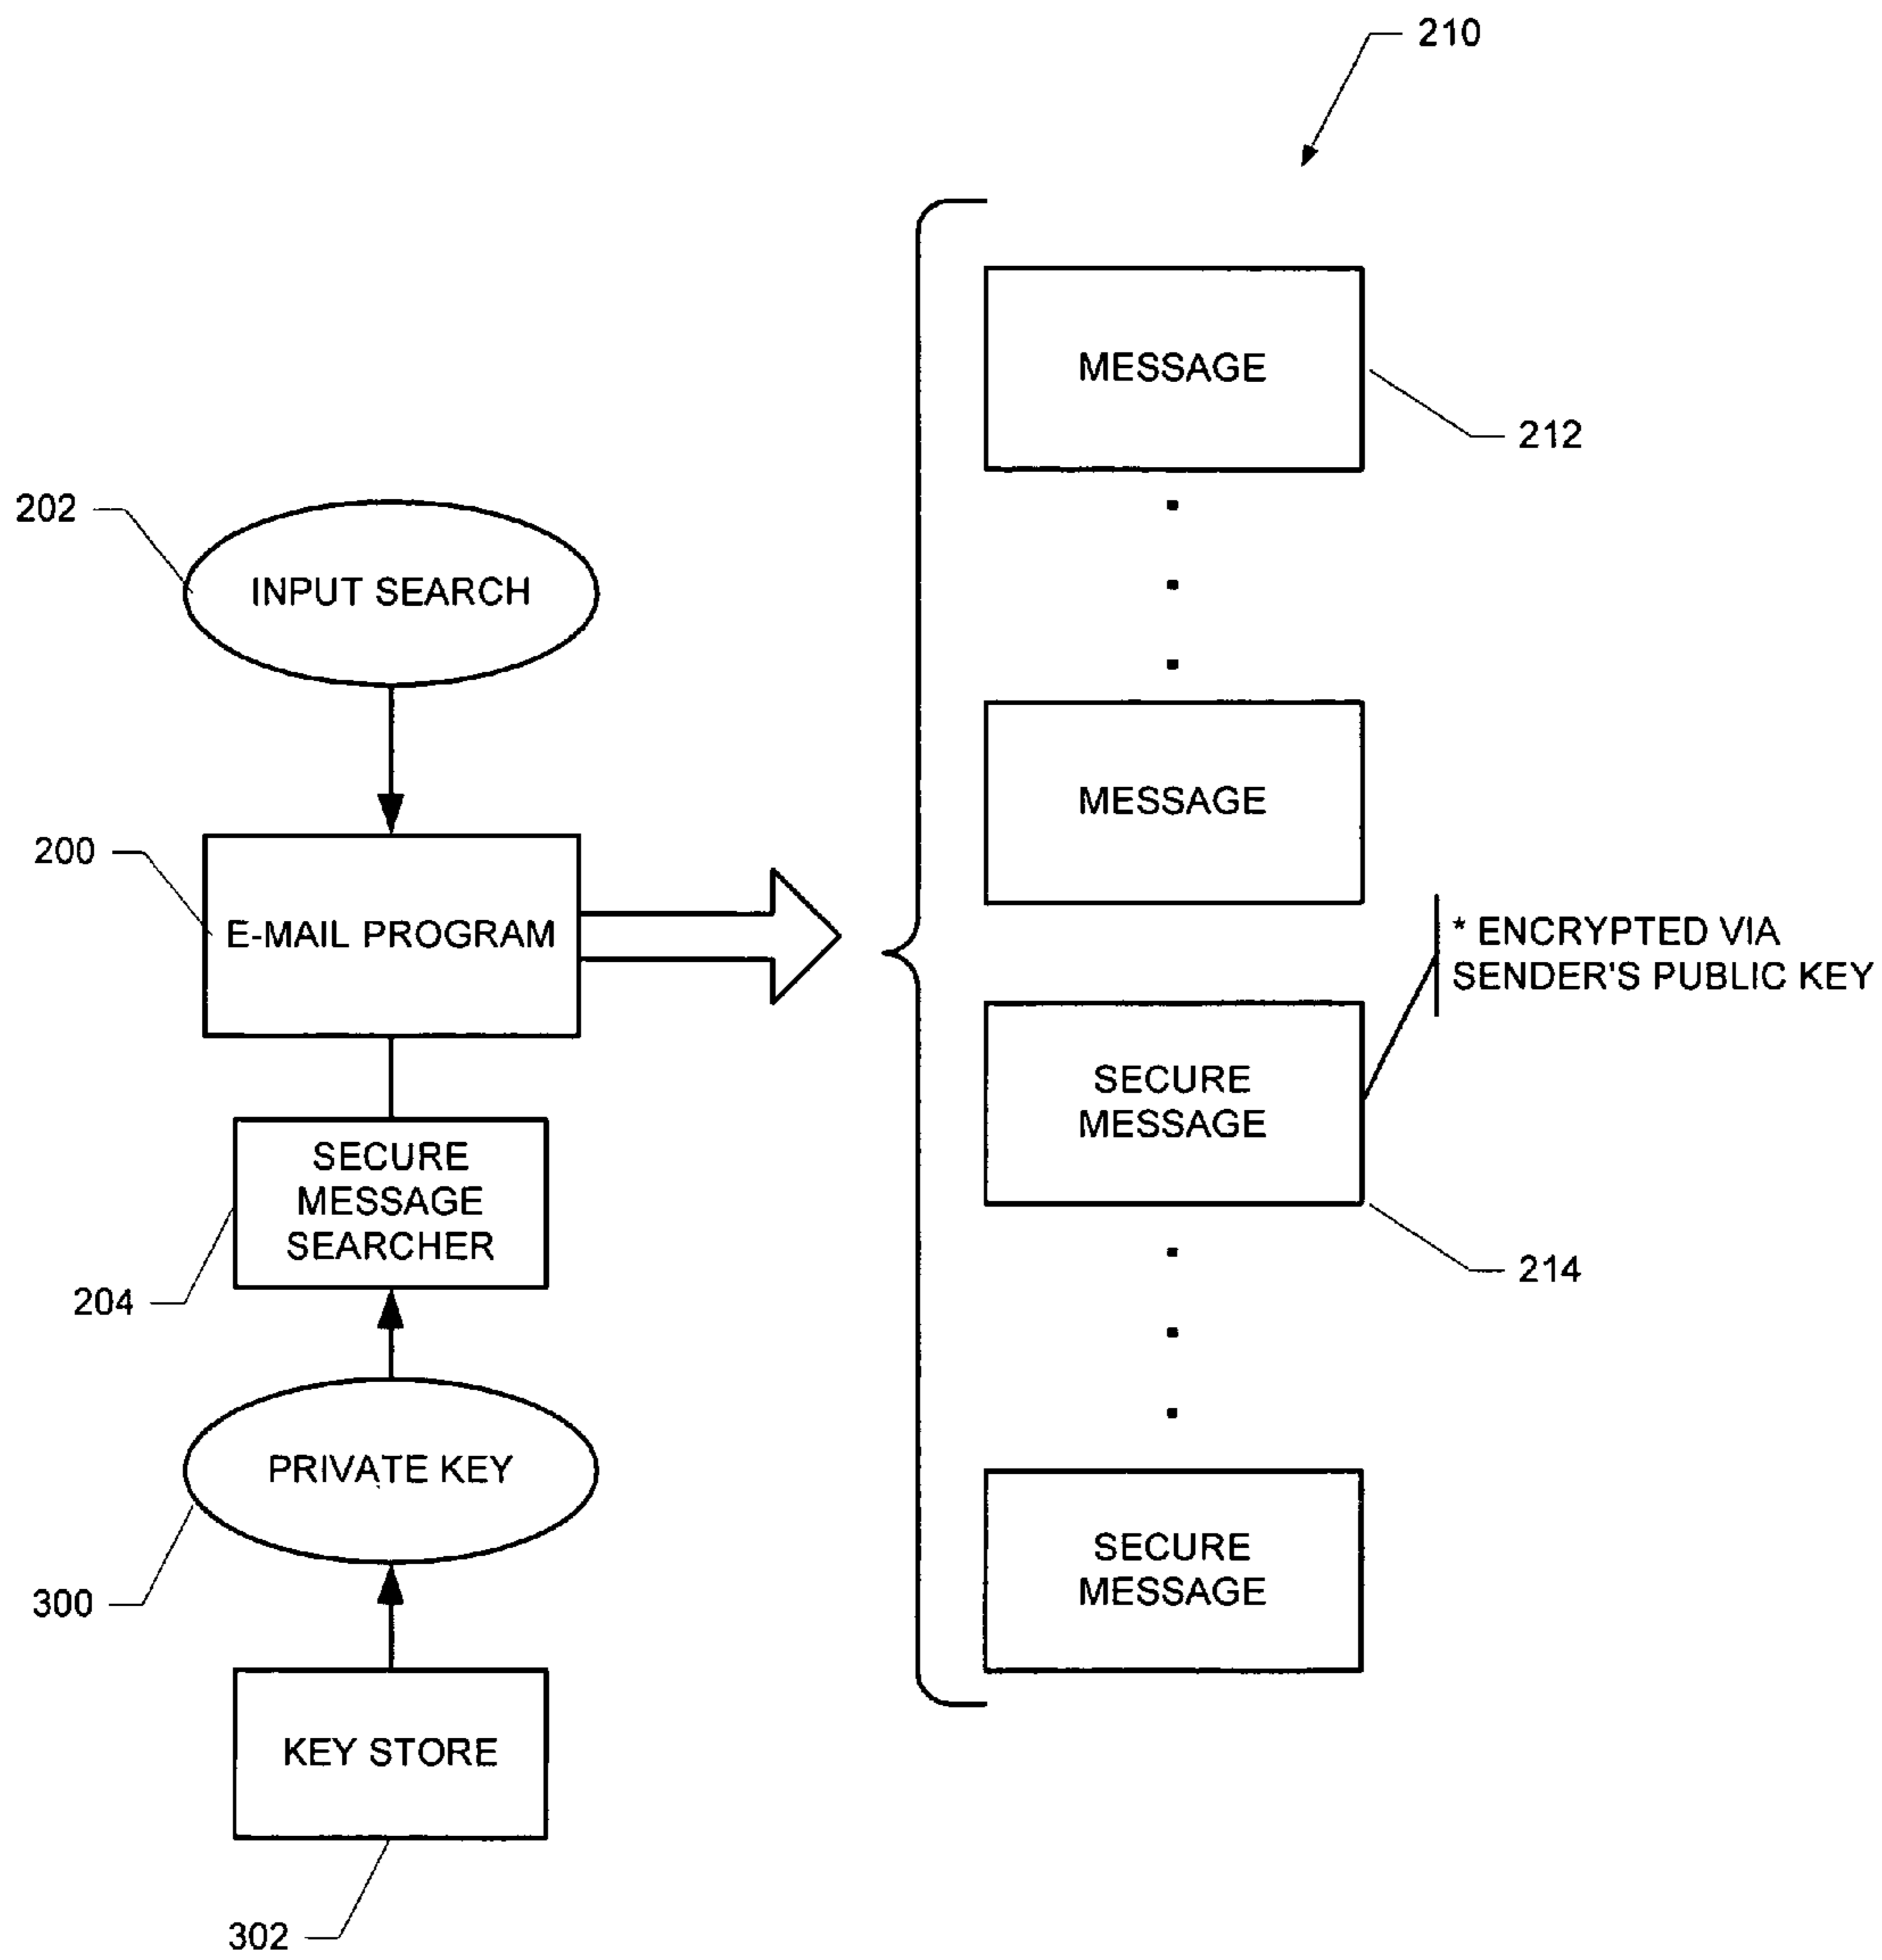 210
MESSAGE
212
202
INPUT SEARCH
MESSAGE
200
E-MAIL PROGRAM
* ENCRYPTED VIA
SENDER'S PUBLIC KEY
SECURE
MESSAGE
SECURE
MESSAGE
SEARCHER
204
214
PRIVATE KEY
300
SECURE
MESSAGE
KEY STORE
302